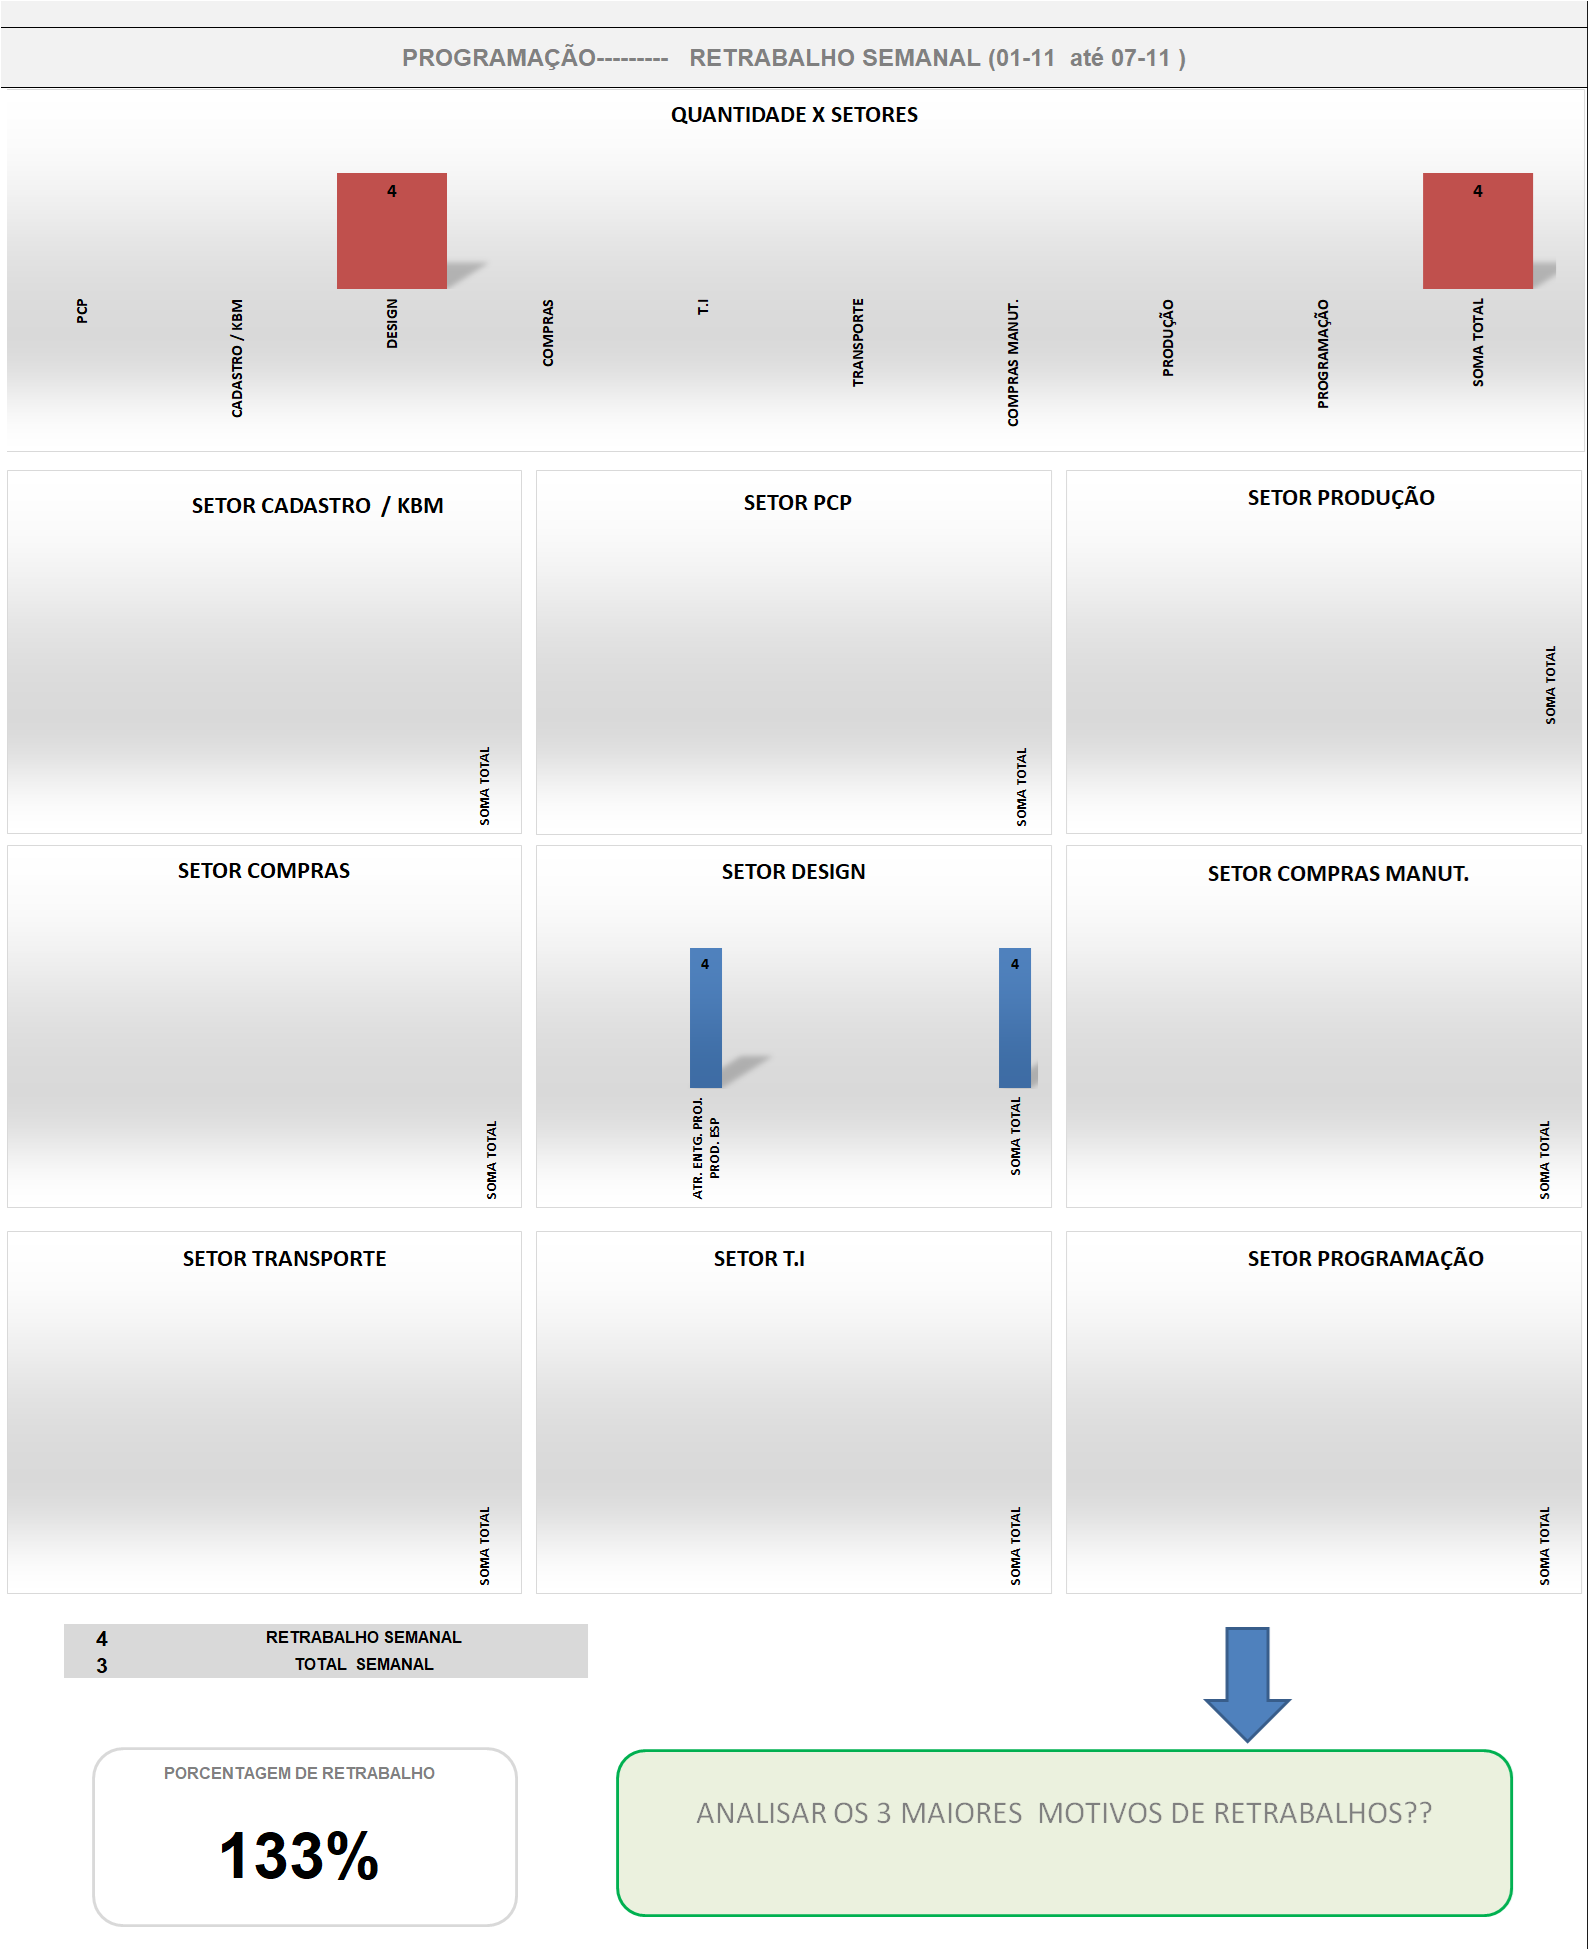 PROGRAMAÇÃO--------- RETRABALHO SEMANAL (01-11 até 07-11 )
QUANTIDADE X SETORES
4
4
PCP
CADASTRO / KBM
DESIGN
COMPRAS
T.I
TRANSPORTE
COMPRAS MANUT.
PRODUÇÃO
PROGRAMAÇÃO
SOMA TOTAL
SETOR CADASTRO / KBM
SOMA TOTAL
SETOR PCP
SOMA TOTAL
SETOR PRODUÇÃO
SOMA TOTAL
SETOR COMPRAS
SOMA TOTAL
SETOR DESIGN
4
4
ATR. ENTG. PROJ.
PROD. ESP
SOMA TOTAL
SETOR COMPRAS MANUT.
SOMA TOTAL
SETOR TRANSPORTE
SOMA TOTAL
SETOR T.I
SOMA TOTAL
SETOR PROGRAMAÇÃO
SOMA TOTAL
4 RETRABALHO SEMANAL
3 TOTAL SEMANAL
PORCENTAGEM DE RETRABALHO
133%
ANALISAR OS 3 MAIORES MOTIVOS DE RETRABALHOS??